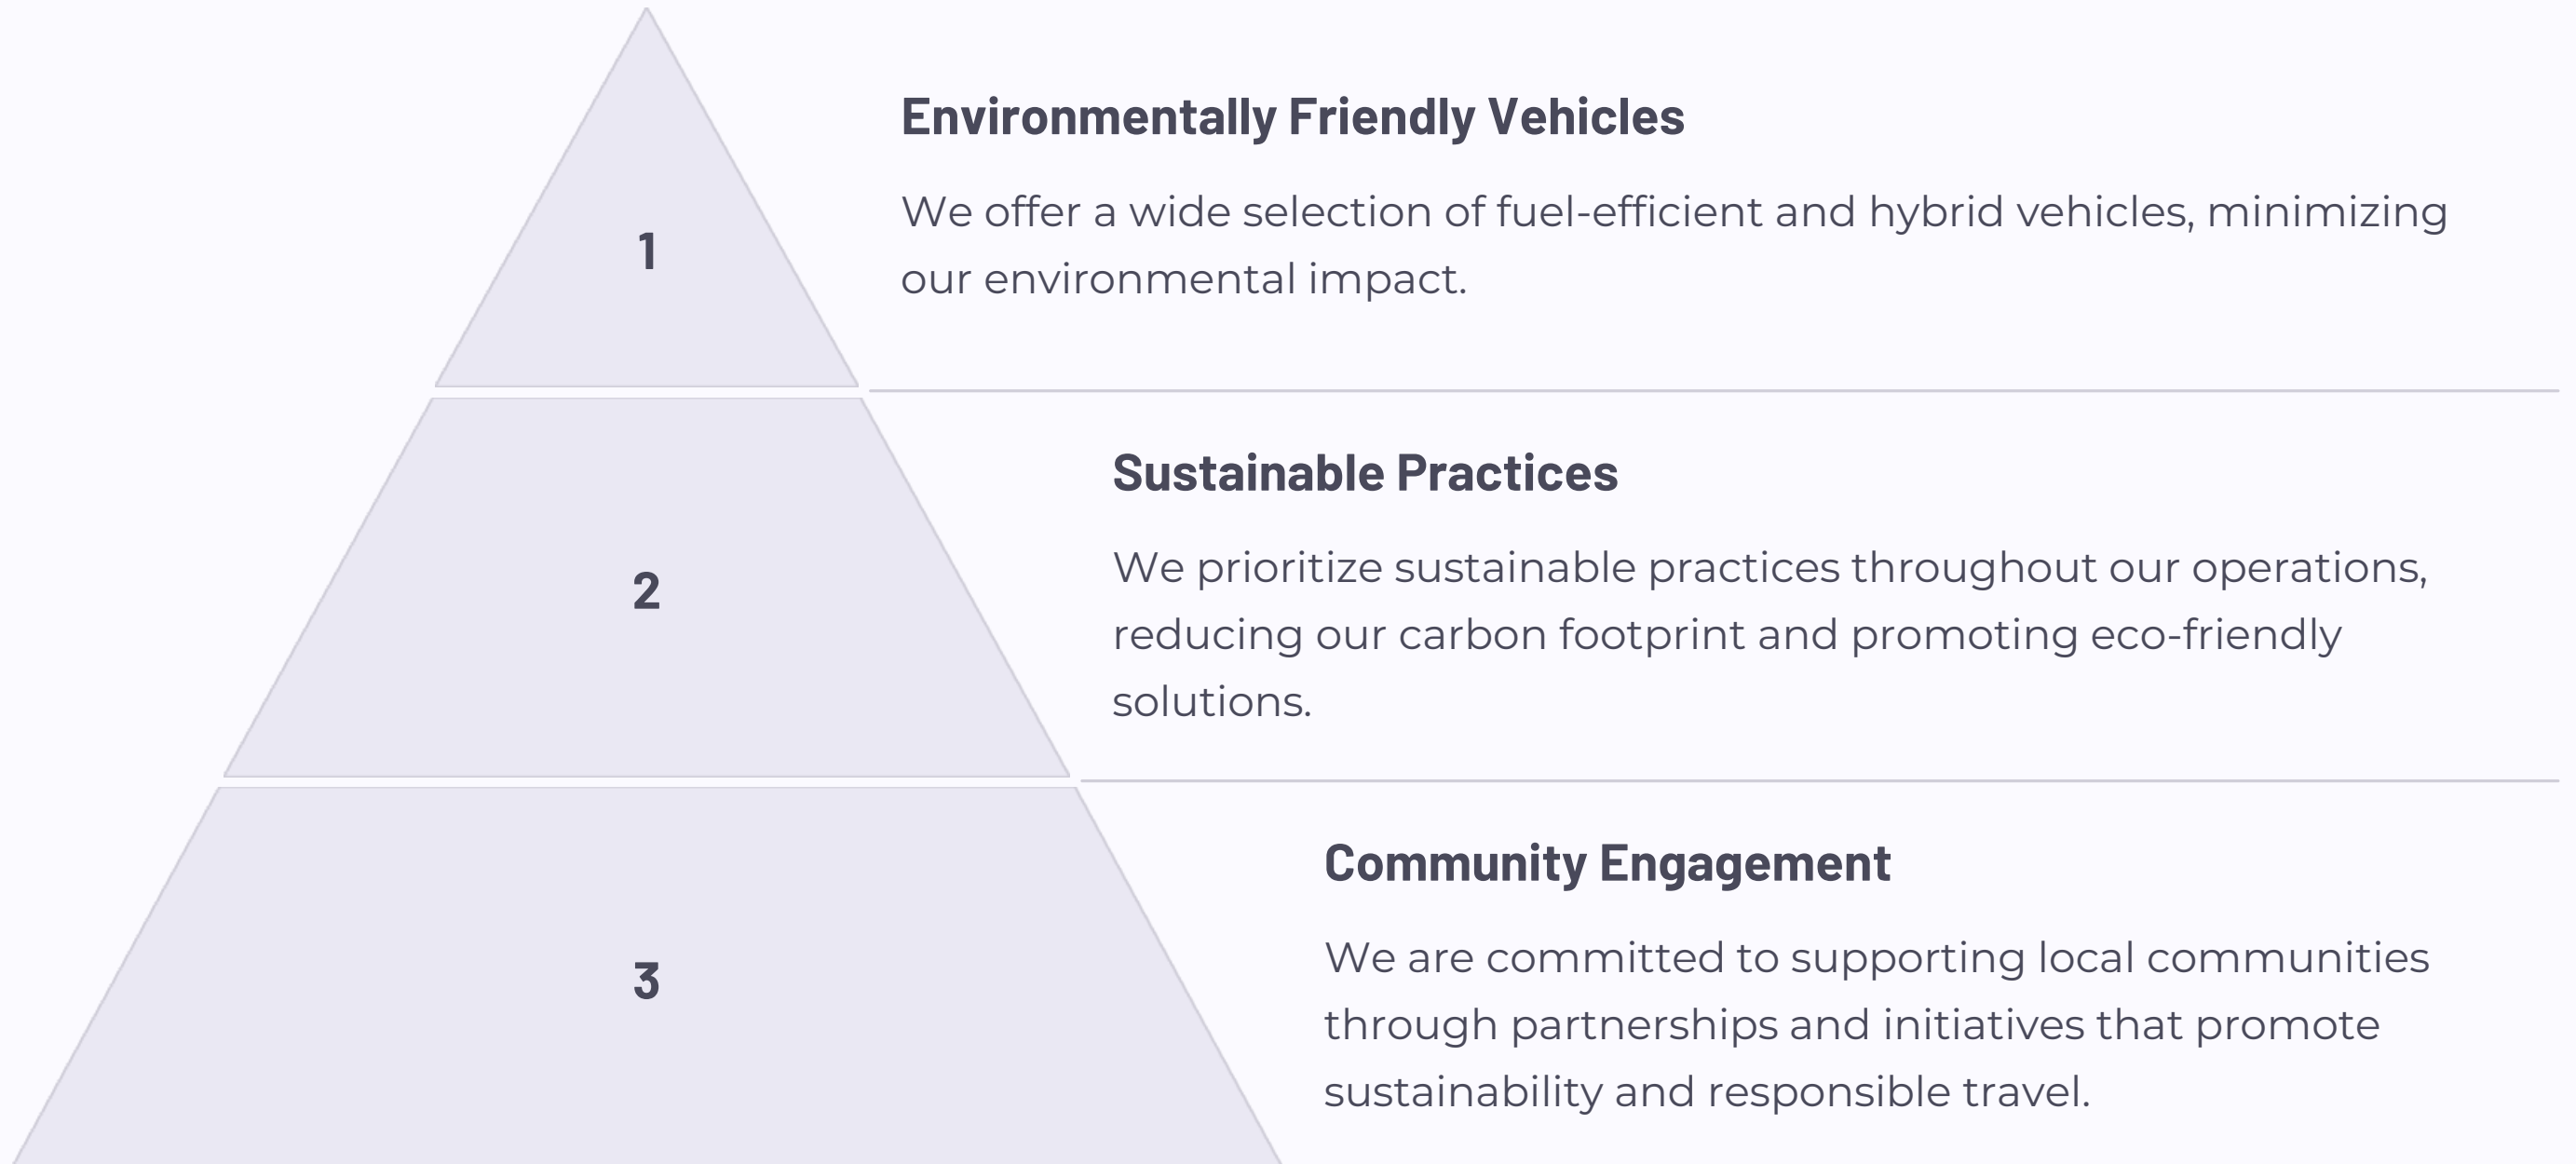 1
Environmentally Friendly Vehicles
We offer a wide selection of fuel-efficient and hybrid vehicles, minimizing
our environmental impact.
2
Sustainable Practices
We prioritize sustainable practices throughout our operations,
reducing our carbon footprint and promoting eco-friendly
solutions.
3
Community Engagement
We are committed to supporting local communities
through partnerships and initiatives that promote
sustainability and responsible travel.